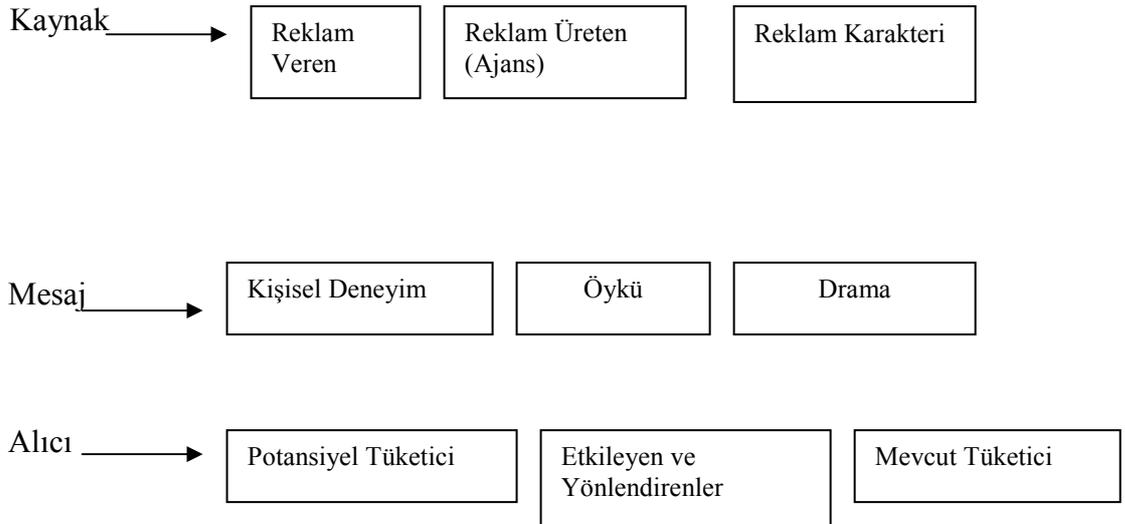 Kaynak
Reklam
Veren
Reklam Üreten
(Ajans)
Reklam Karakteri
Mesaj
Kişisel Deneyim
Öykü
Drama
Alıcı
Potansiyel Tüketici
Etkileyen ve
Yönlendirenler
Mevcut Tüketici